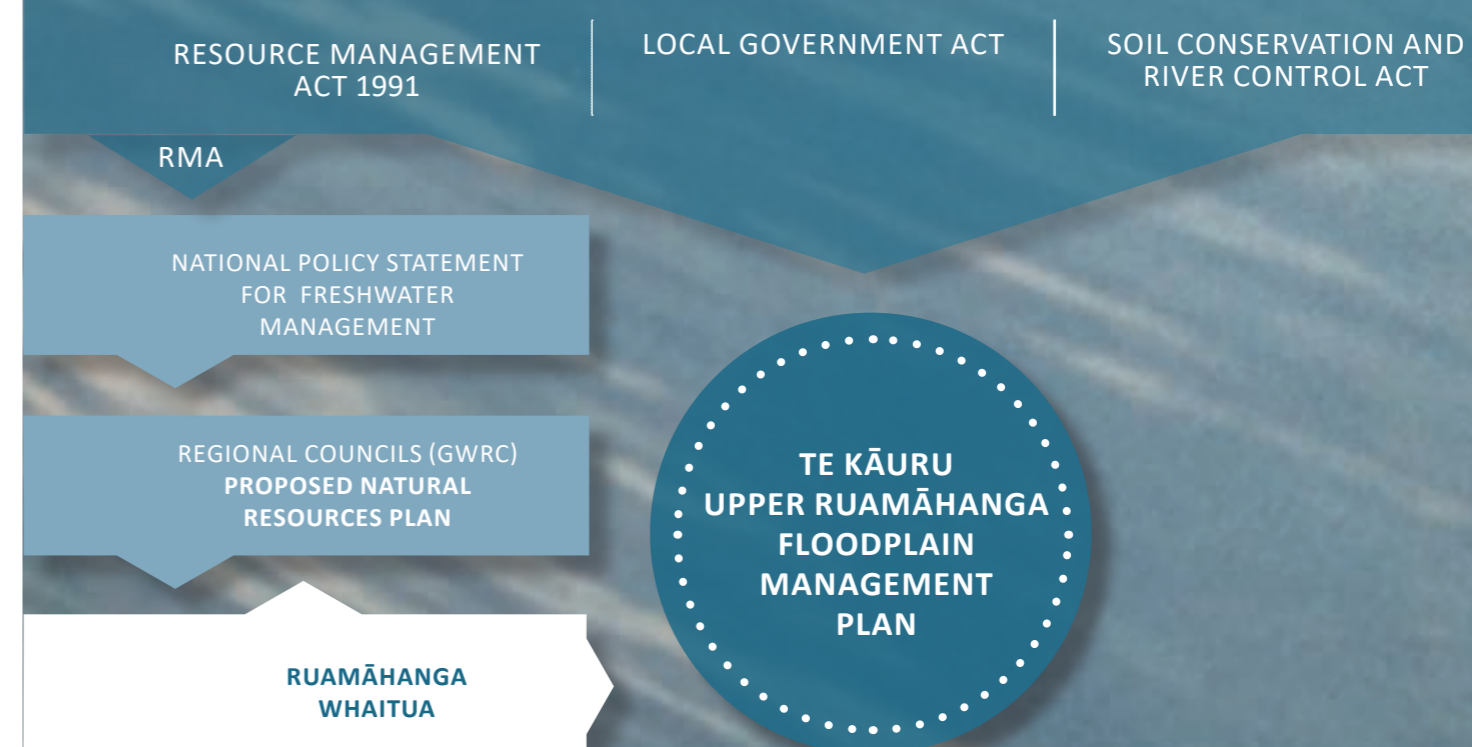 RESOURCE MANAGEMENT
ACT 1991
LOCAL GOVERNMENT ACT
SOIL CONSERVATION AND
RIVER CONTROL ACT
RMA
NATIONAL POLICY STATEMENT
FOR FRESHWATER
MANAGEMENT
REGIONAL COUNCILS (GWRC)
PROPOSED NATURAL
RESOURCES PLAN
RUAMĀHANGA
WHAITUA
TE KĀURU
UPPER RUAMĀHANGA
FLOODPLAIN
MANAGEMENT
PLAN